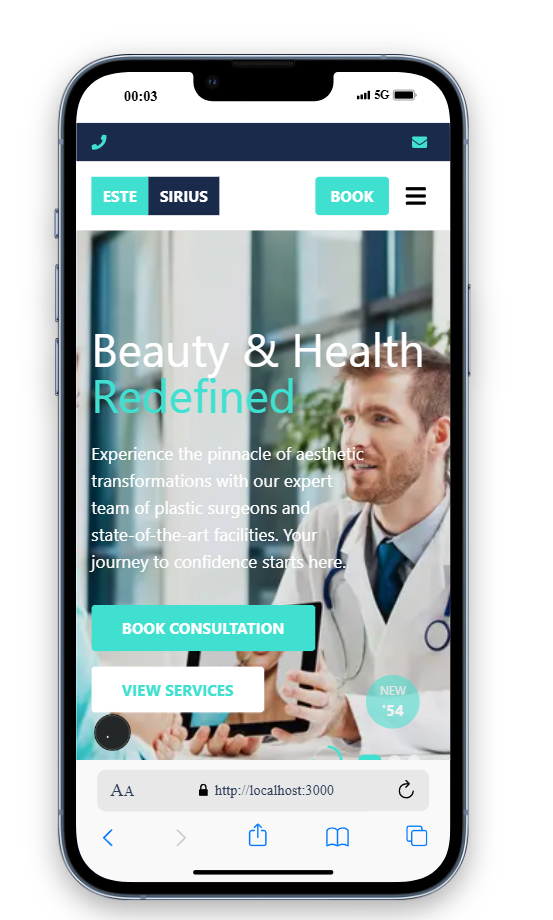 00:03 5G
ESTE SIRIUS BOOK
Beauty & Health
Redefined
Experience the pinnacle of aesthetic
transformations with our expert
team of plastic surgeons and
state-of-the-art facilities. Your
journey to confidence starts here.
BOOK CONSULTATION
VIEW SERVICES
NEW
'54
AA http://localhost:3000